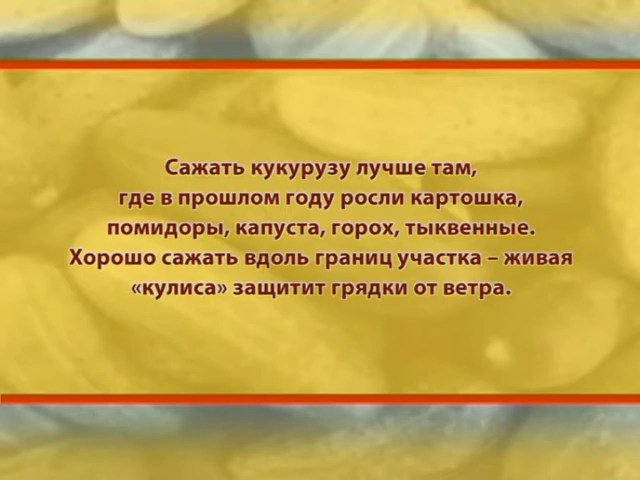 Сажать кукурузу лучше там,
где в прошлом году росли картошка,
помидоры, капуста, горох, тыквенные.
Хорошо сажать вдоль границ участка – живая
«кулиса» защитит грядки от ветра.